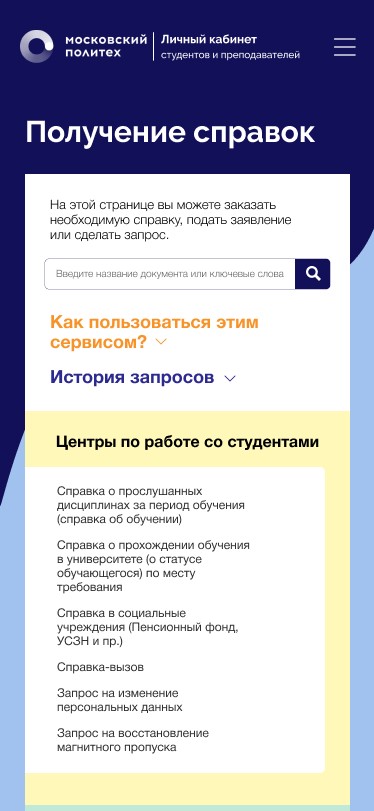 московский
политех
Личный кабинет
студентов и преподавателей
Получение справок
На этой странице вы можете заказать
необходимую справку, подать заявление
или сделать запрос.
Введите название документа или ключевые слова
Как пользоваться этим
сервисом?
История запросов
Центры по работе со студентами
Справка о прослушанных
дисциплинах за период обучения
(справка об обучении)
Справка о прохождении обучения
в университете (о статусе
обучающегося) по месту
требования
Справка в социальные
учреждения (Пенсионный фонд,
УСЗН и пр.)
Справка-вызов
Запрос на изменение
персональных данных
Запрос на восстановление
магнитного пропуска